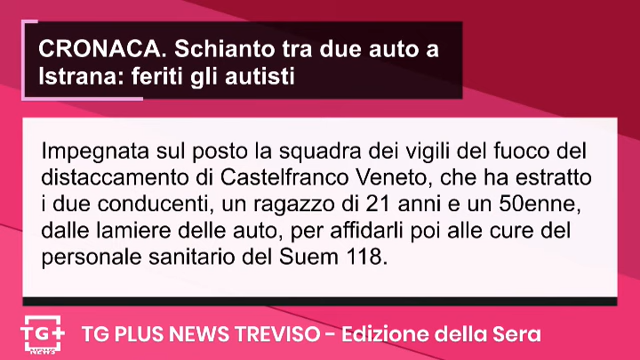 CRONACA. Schianto tra due auto a
Istrana: feriti gli autisti
Impegnata sul posto la squadra dei vigili del fuoco del
distaccamento di Castelfranco Veneto, che ha estratto
i due conducenti, un ragazzo di 21 anni e un 50enne,
dalle lamiere delle auto, per affidarli poi alle cure del
personale sanitario del Suem 118.
TG+
NEWS
TG PLUS NEWS TREVISO - Edizione della Sera